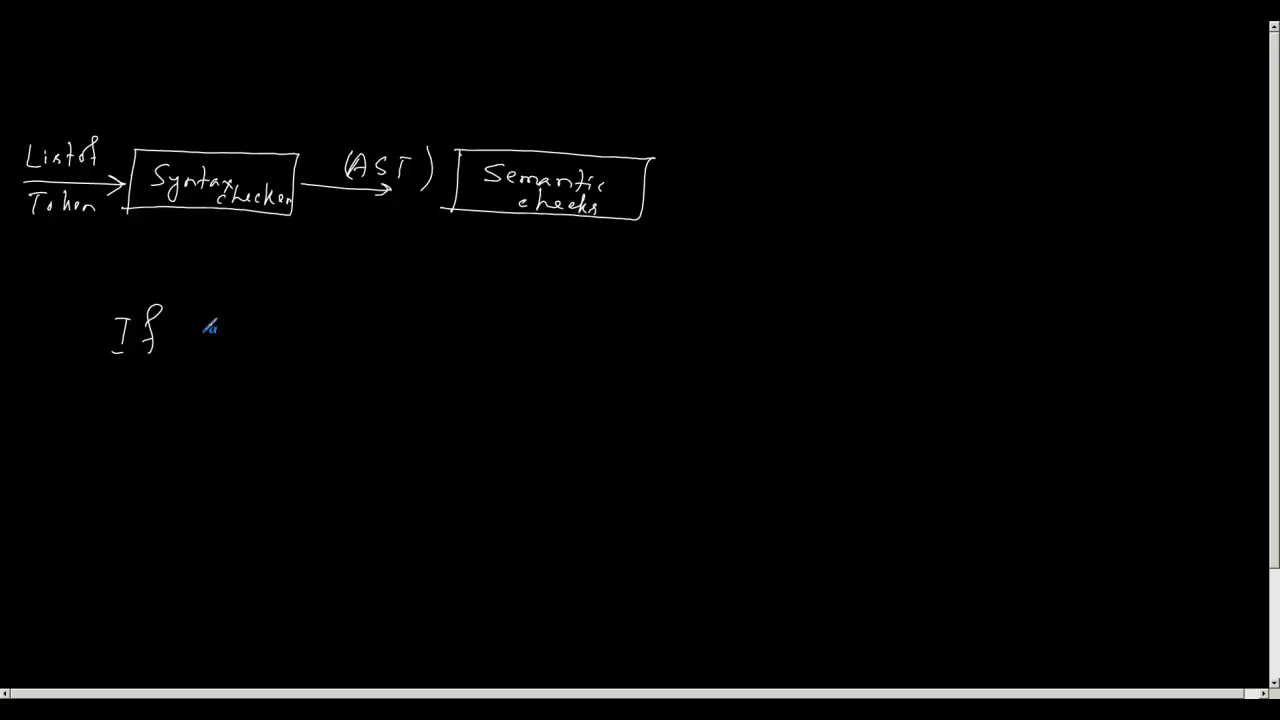 List of
Token
Syntax
checker
(AST)
Semantic
checks
If